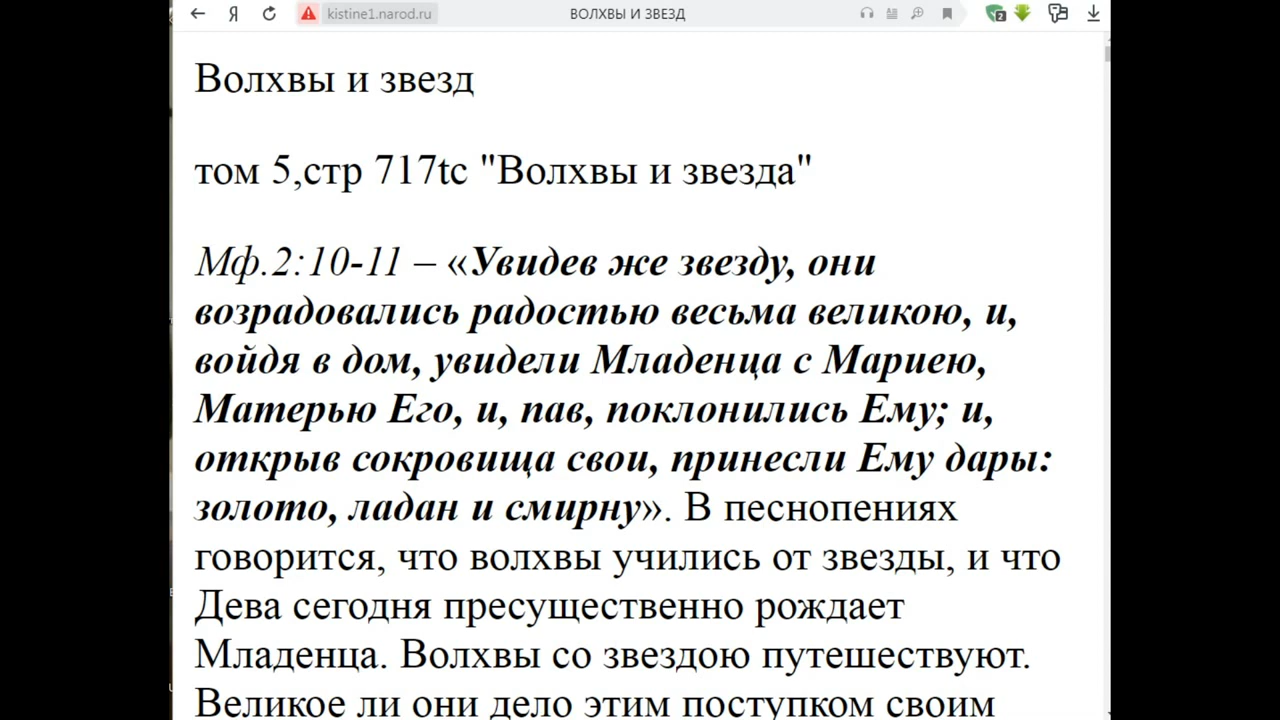 Я kistine1.narod.ru ВОЛХВЫ И ЗВЕЗД 2
Волхвы и звезд
том 5,стр 717tc "Волхвы и звезда"
Мф.2:10-11 – «Увидев же звезду, они
возрадовались радостью весьма великою, и,
войдя в дом, увидели Младенца с Мариею,
Матерью Его, и, пав, поклонились Ему; и,
открыв сокровища свои, принесли Ему дары:
золото, ладан и смирну». В песнопениях
говорится, что волхвы учились от звезды, и что
Дева сегодня пресущественно рождает
Младенца. Волхвы со звездою путешествуют.
Великое ли они дело этим поступком своим